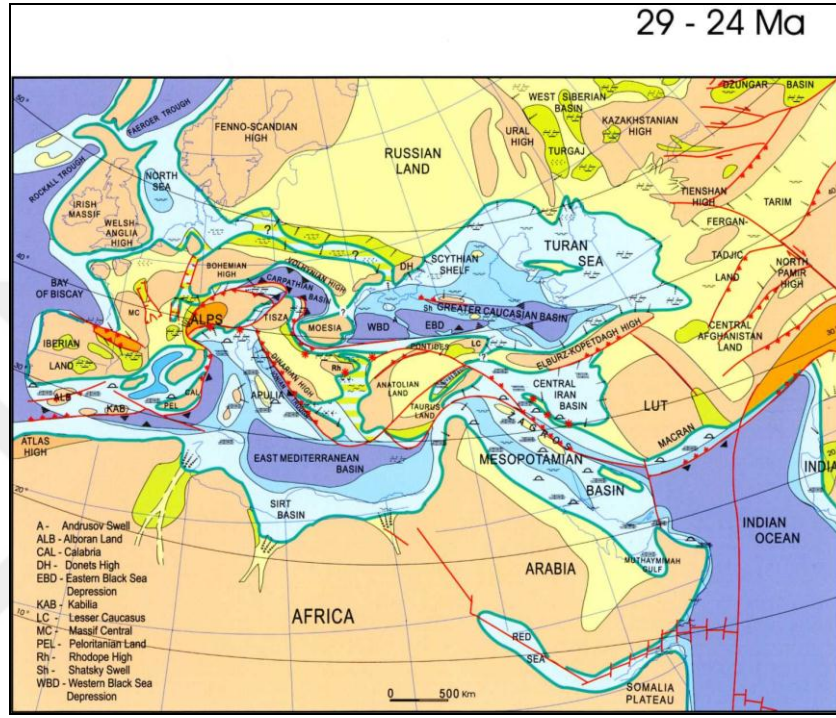 29 - 24 Ma
FAEROER TROUGH
ROCKALL TROUGH
FENNO-SCANDIAN
HIGH
NORTH
SEA
IRISH
MASSIF
WELSH-
ANGLIA
HIGH
RUSSIAN
LAND
URAL
HIGH
WEST SIBERIAN
BASIN
TURGAJ
KAZAKHSTANIAN
HIGH
DZUNGAR BASIN
TIENSHAN
HIGH
TARIM
FERGAN-
TADJIC
LAND
NORTH
PAMIR
HIGH
CENTRAL
AFGHANISTAN
LAND
BAY
OF BISCAY
BOHEMIAN
HIGH
VOLHYNIAN HIGH
DH
SCYTHIAN
SHELF
TURAN
SEA
CARPATHIAN
BASIN
MC
ALPS
TISZA
MOESIA
Sh
GREATER CAUCASIAN BASIN
WBD
EBD
IBERIAN
LAND
DINARIAN HIGH
Rh
PONTIDES
LC
ELBURZ-KOPETDAGH HIGH
ANATOLIAN
LAND
TAURUS
LAND
CENTRAL
IRAN
BASIN
LUT
ALB
KAB
PEL
CAL
APULIA
ZAGROS
MACRAN
ATLAS
HIGH
EAST MEDITERRANEAN
BASIN
MESOPOTAMIAN
BASIN
INDIA
SIRT
BASIN
INDIAN
OCEAN
ARABIA
MUTHAYMIMAH
GULF
AFRICA
RED
SEA
SOMALIA
PLATEAU
A - Andrusov Swell
ALB - Alboran Land
CAL - Calabria
DH - Donets High
EBD - Eastern Black Sea
Depression
KAB - Kabilia
LC - Lesser Caucasus
MC - Massif Central
PEL - Peloritanian Land
Rh - Rhodope High
Sh - Shatsky Swell
WBD - Western Black Sea
Depression
0 500 Km